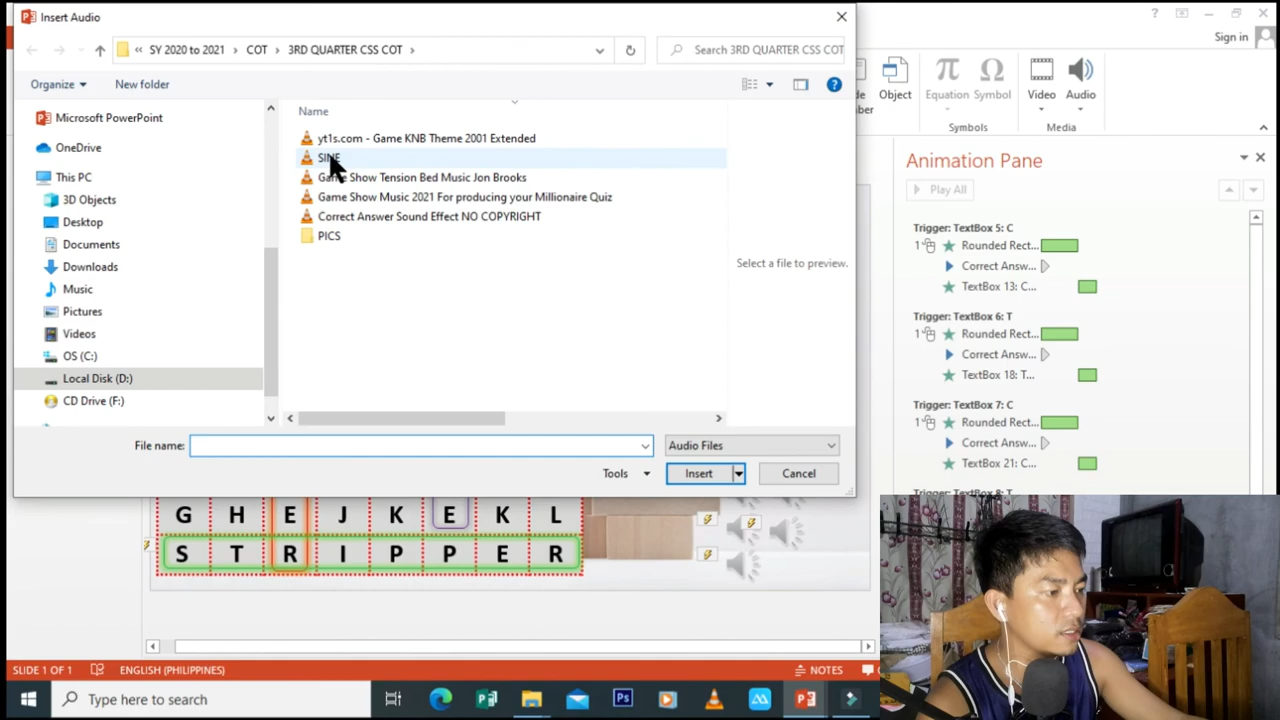 Insert Audio
SY 2020 to 2021 COT 3RD QUARTER CSS COT
Search 3RD QUARTER CSS COT
Sign in
Organize
New folder
Microsoft PowerPoint
OneDrive
This PC
3D Objects
Desktop
Documents
Downloads
Music
Pictures
Videos
OS (C:)
Local Disk (D:)
CD Drive (F:)
Name
yt1s.com - Game KNB Theme 2001 Extended
SINE
Game Show Tension Bed Music Jon Brooks
Game Show Music 2021 For producing your Millionaire Quiz
Correct Answer Sound Effect NO COPYRIGHT
PICS
Select a file to preview.
File name:
Audio Files
Tools
Insert
Cancel
Object
Equation
Symbol
Video
Audio
Symbols
Media
Animation Pane
Play All
Trigger: TextBox 5: C
1 Rounded Rect...
Correct Answ...
TextBox 13: C...
Trigger: TextBox 6: T
1 Rounded Rect...
Correct Answ...
TextBox 18: T...
Trigger: TextBox 7: C
1 Rounded Rect...
Correct Answ...
TextBox 21: C...
G H E J K E K L
S T R I P P E R
SLIDE 1 OF 1
ENGLISH (PHILIPPINES)
NOTES
Type here to search